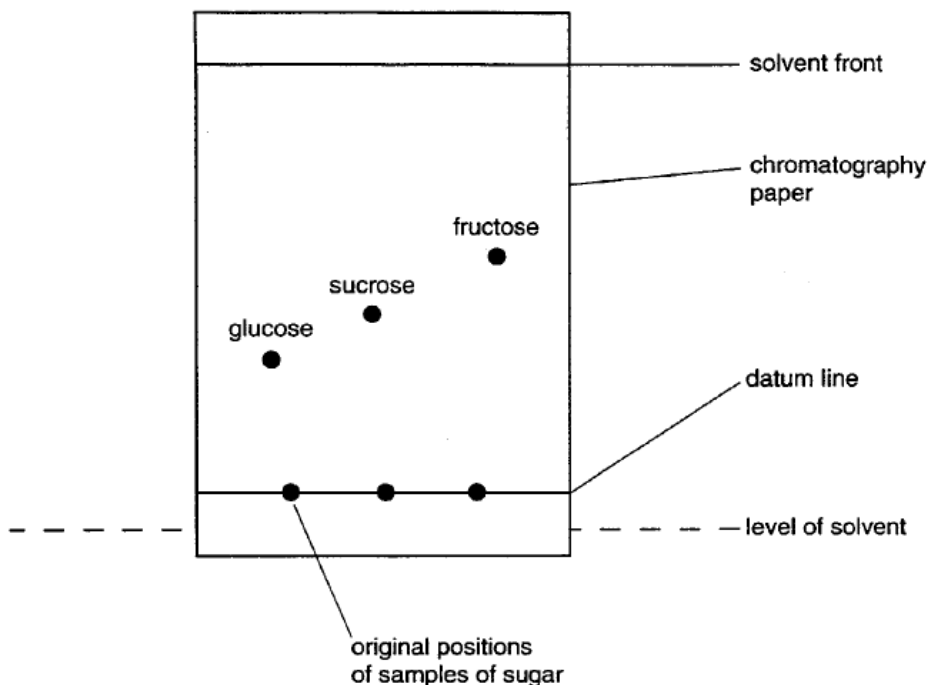 solvent front
chromatography
paper
fructose
sucrose
glucose
datum line
level of solvent
original positions
of samples of sugar